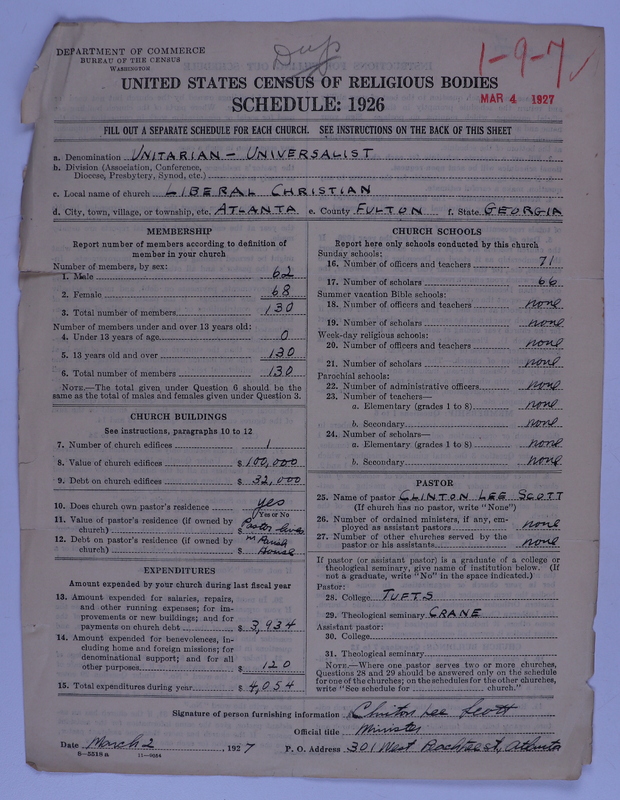 DEPARTMENT OF COMMERCE
BUREAU OF THE CENSUS
WASHINGTON
Dup
1-9-7
UNITED STATES CENSUS OF RELIGIOUS BODIES
SCHEDULE: 1926
MAR 4 1927
FILL OUT A SEPARATE SCHEDULE FOR EACH CHURCH. SEE INSTRUCTIONS ON THE BACK OF THIS SHEET
a. Denomination UNITARIAN - UNIVERSALIST
b. Division (Association, Conference, Diocese, Presbytery, Synod, etc.)
c. Local name of church LIBERAL CHRISTIAN
d. City, town, village, or township, etc. ATLANTA e. County FULTON f. State GEORGIA
MEMBERSHIP
Report number of members according to definition of
member in your church
Number of members, by sex:
1. Male 62
2. Female 68
3. Total number of members 130
Number of members under and over 13 years old:
4. Under 13 years of age 0
5. 13 years old and over 130
6. Total number of members 130
NOTE.—The total given under Question 6 should be
same as the total of males and females given under Question 3.
CHURCH BUILDINGS
See instructions, paragraphs 10 to 12
7. Number of church edifices 1
8. Value of church edifices $ 100,000
9. Debt on church edifices $ 32,000
10. Does church own pastor's residence yes
Yes or No
11. Value of pastor's residence (if owned by
church) $ Pastor lives
12. Debt on pastor's residence (if owned by
church) $ in Parish House
EXPENDITURES
Amount expended by your church during last fiscal year
13. Amount expended for salaries, repairs,
and other running expenses; for im-
provements or new buildings; and for
payments on church debt $ 3,934
14. Amount expended for benevolences, in-
cluding home and foreign missions; for
denominational support; and for all
other purposes $ 120
15. Total expenditures during year $ 4,054
CHURCH SCHOOLS
Report here only schools conducted by this church
Sunday schools:
16. Number of officers and teachers 71
17. Number of scholars 66
Summer vacation Bible schools:
18. Number of officers and teachers none
19. Number of scholars none
Week-day religious schools:
20. Number of officers and teachers none
21. Number of scholars none
Parochial schools:
22. Number of administrative officers none
23. Number of teachers—
a. Elementary (grades 1 to 8) none
b. Secondary none
24. Number of scholars—
a. Elementary (grades 1 to 8) none
b. Secondary none
PASTOR
25. Name of pastor CLINTON LEE SCOTT
(If church has no pastor, write "None")
26. Number of ordained ministers, if any, em-
ployed as assistant pastors none
27. Number of other churches served by the
pastor or his assistants none
If pastor (or assistant pastor) is a graduate of a college or
theological seminary, give name of institution below. (If
not a graduate, write "No" in the space indicated.)
Pastor:
28. College TUFTS
29. Theological seminary CRANE
Assistant pastor:
30. College
31. Theological seminary
NOTE.—Where one pastor serves two or more churches,
Questions 28 and 29 should be answered only on the schedule
for one of the churches; on the schedules for the other churches,
write "See schedule for church."
Signature of person furnishing information Clinton Lee Scott
Official title Minister
Date March 2, 1927 P. O. Address 301 West Peachtree St, Atlanta
8-5518a 11-9054